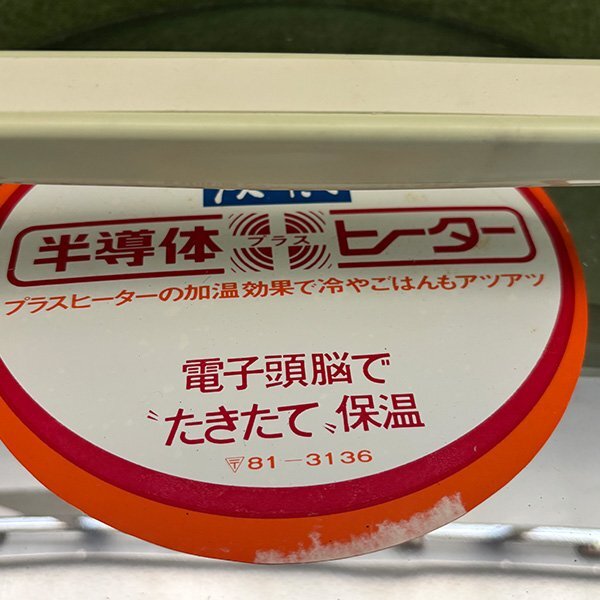 半導体 プラス ヒーター
プラスヒーターの加温効果で冷やごはんもアツアツ
電子頭脳で
〝たきたて〟保温
〒81-3136